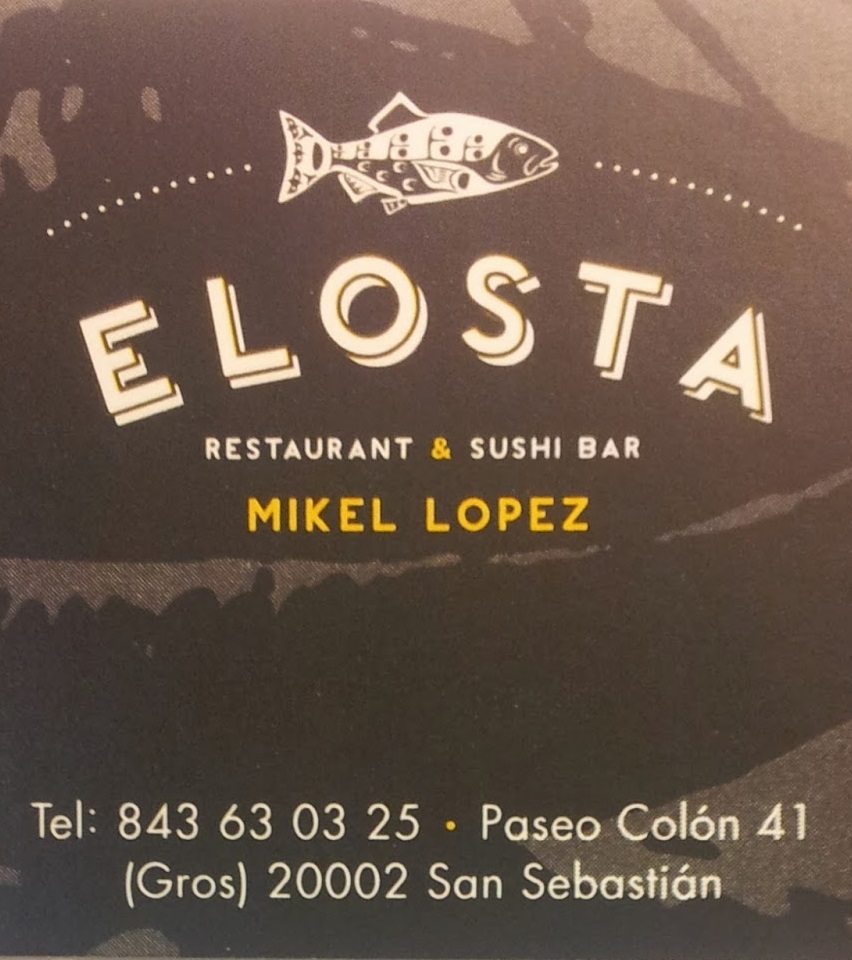 ELOSTA
RESTAURANT & SUSHI BAR
MIKEL LOPEZ
Tel: 843 63 03 25 · Paseo Colón 41
(Gros) 20002 San Sebastián